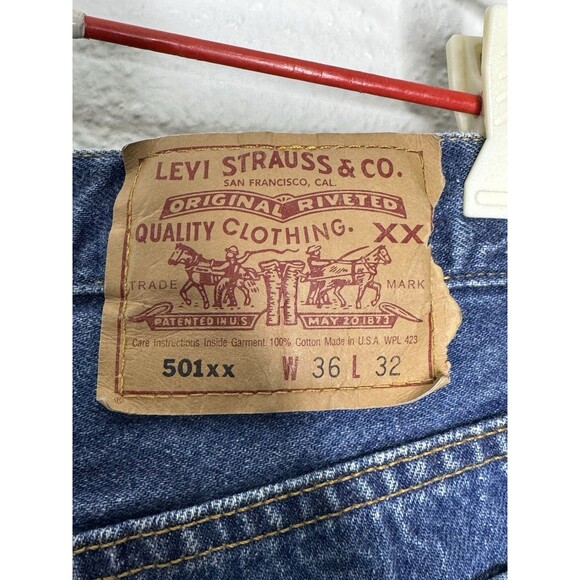 LEVI STRAUSS & CO.
SAN FRANCISCO, CAL.
ORIGINAL RIVETED
QUALITY CLOTHING. XX
TRADE MARK
PATENTED IN U.S. MAY 20 1873
Care Instructions Inside Garment 100% Cotton Made in U.S.A. WPL 423
501xx W 36 L 32
®